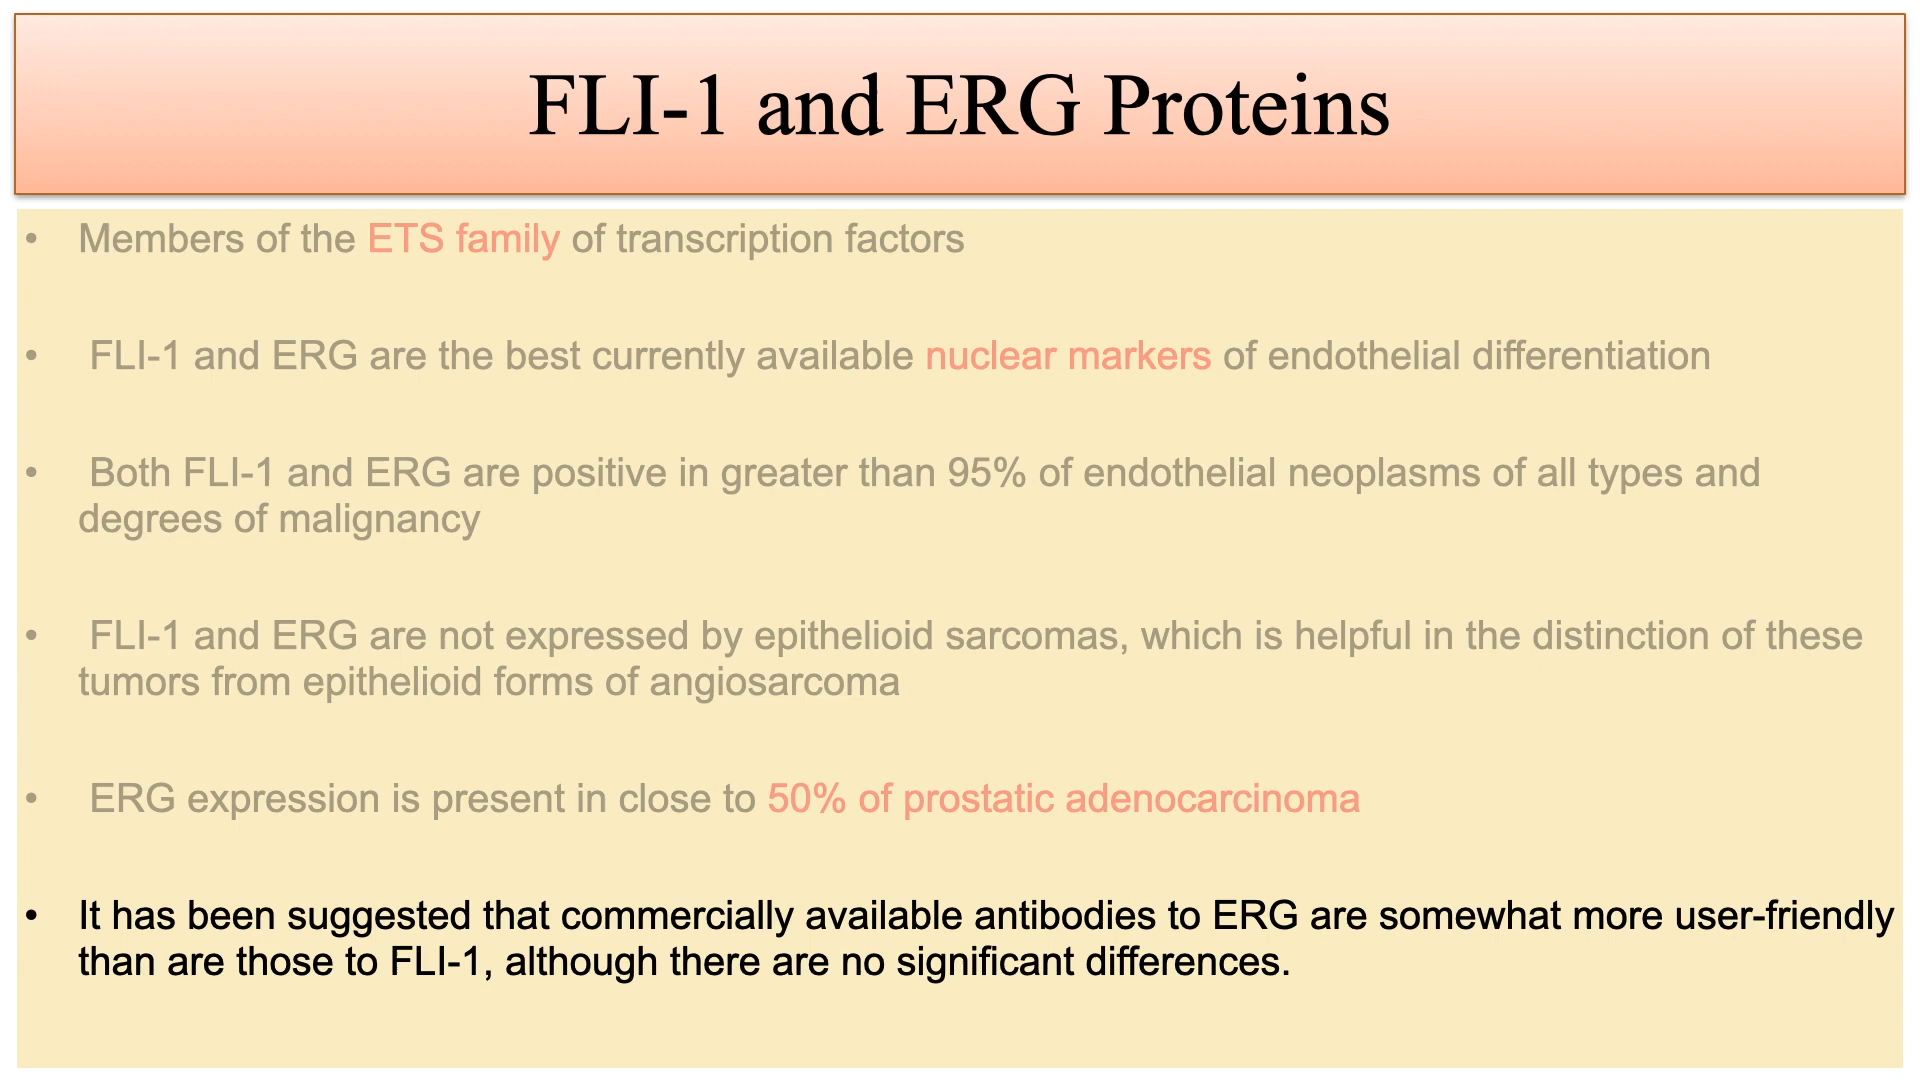 FLI-1 and ERG Proteins
• Members of the ETS family of transcription factors
• FLI-1 and ERG are the best currently available nuclear markers of endothelial differentiation
• Both FLI-1 and ERG are positive in greater than 95% of endothelial neoplasms of all types and
degrees of malignancy
• FLI-1 and ERG are not expressed by epithelioid sarcomas, which is helpful in the distinction of these
tumors from epithelioid forms of angiosarcoma
• ERG expression is present in close to 50% of prostatic adenocarcinoma
• It has been suggested that commercially available antibodies to ERG are somewhat more user-friendly
than are those to FLI-1, although there are no significant differences.